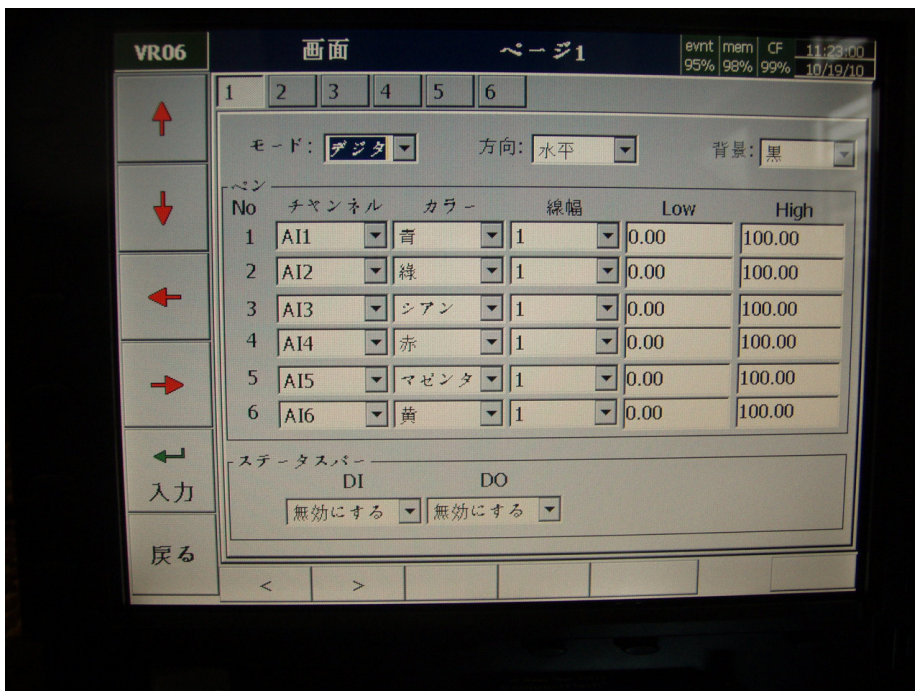 VR06 画面 ページ1 evnt mem CF 11:23:00
95% 98% 99% 10/19/10
1 2 3 4 5 6
モード: デジタ 方向: 水平 背景: 黒
ペン
No チャンネル カラー 線幅 Low High
1 AI1 青 1 0.00 100.00
2 AI2 緑 1 0.00 100.00
3 AI3 シアン 1 0.00 100.00
4 AI4 赤 1 0.00 100.00
5 AI5 マゼンタ 1 0.00 100.00
6 AI6 黄 1 0.00 100.00
ステータスバー
DI DO
無効にする 無効にする
入力
戻る
< >